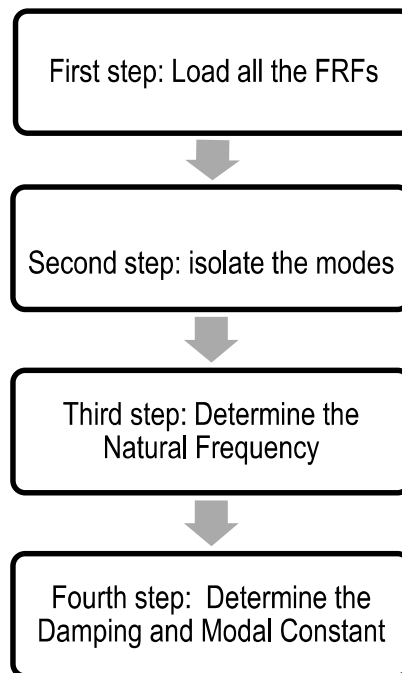 First step: Load all the FRFs
Second step: isolate the modes
Third step: Determine the
Natural Frequency
Fourth step: Determine the
Damping and Modal Constant